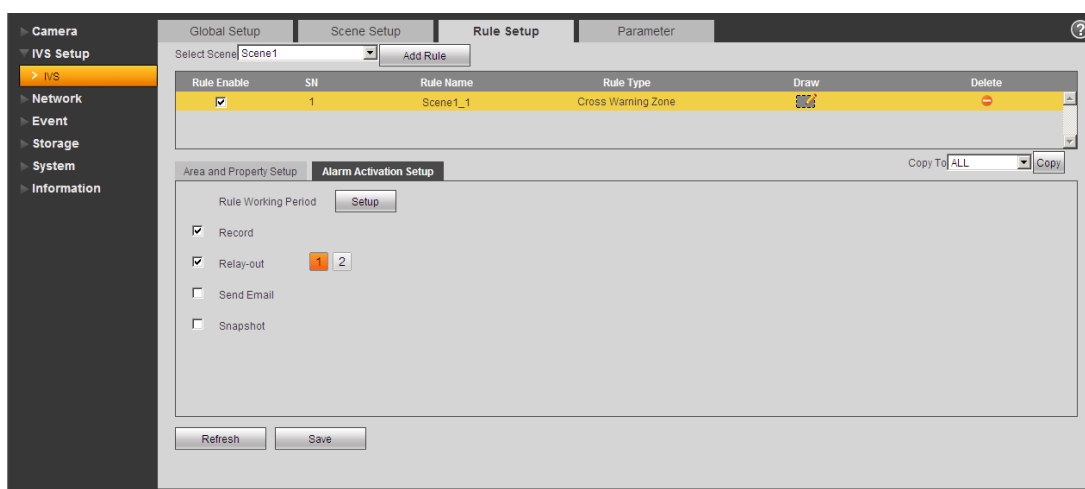 Camera
IVS Setup
> IVS
Network
Event
Storage
System
Information
Global Setup Scene Setup Rule Setup Parameter
Select Scene Scene1 Add Rule
Rule Enable SN Rule Name Rule Type Draw Delete
1 Scene1_1 Cross Warning Zone
Area and Property Setup Alarm Activation Setup Copy To ALL Copy
Rule Working Period Setup
Record
Relay-out 1 2
Send Email
Snapshot
Refresh Save